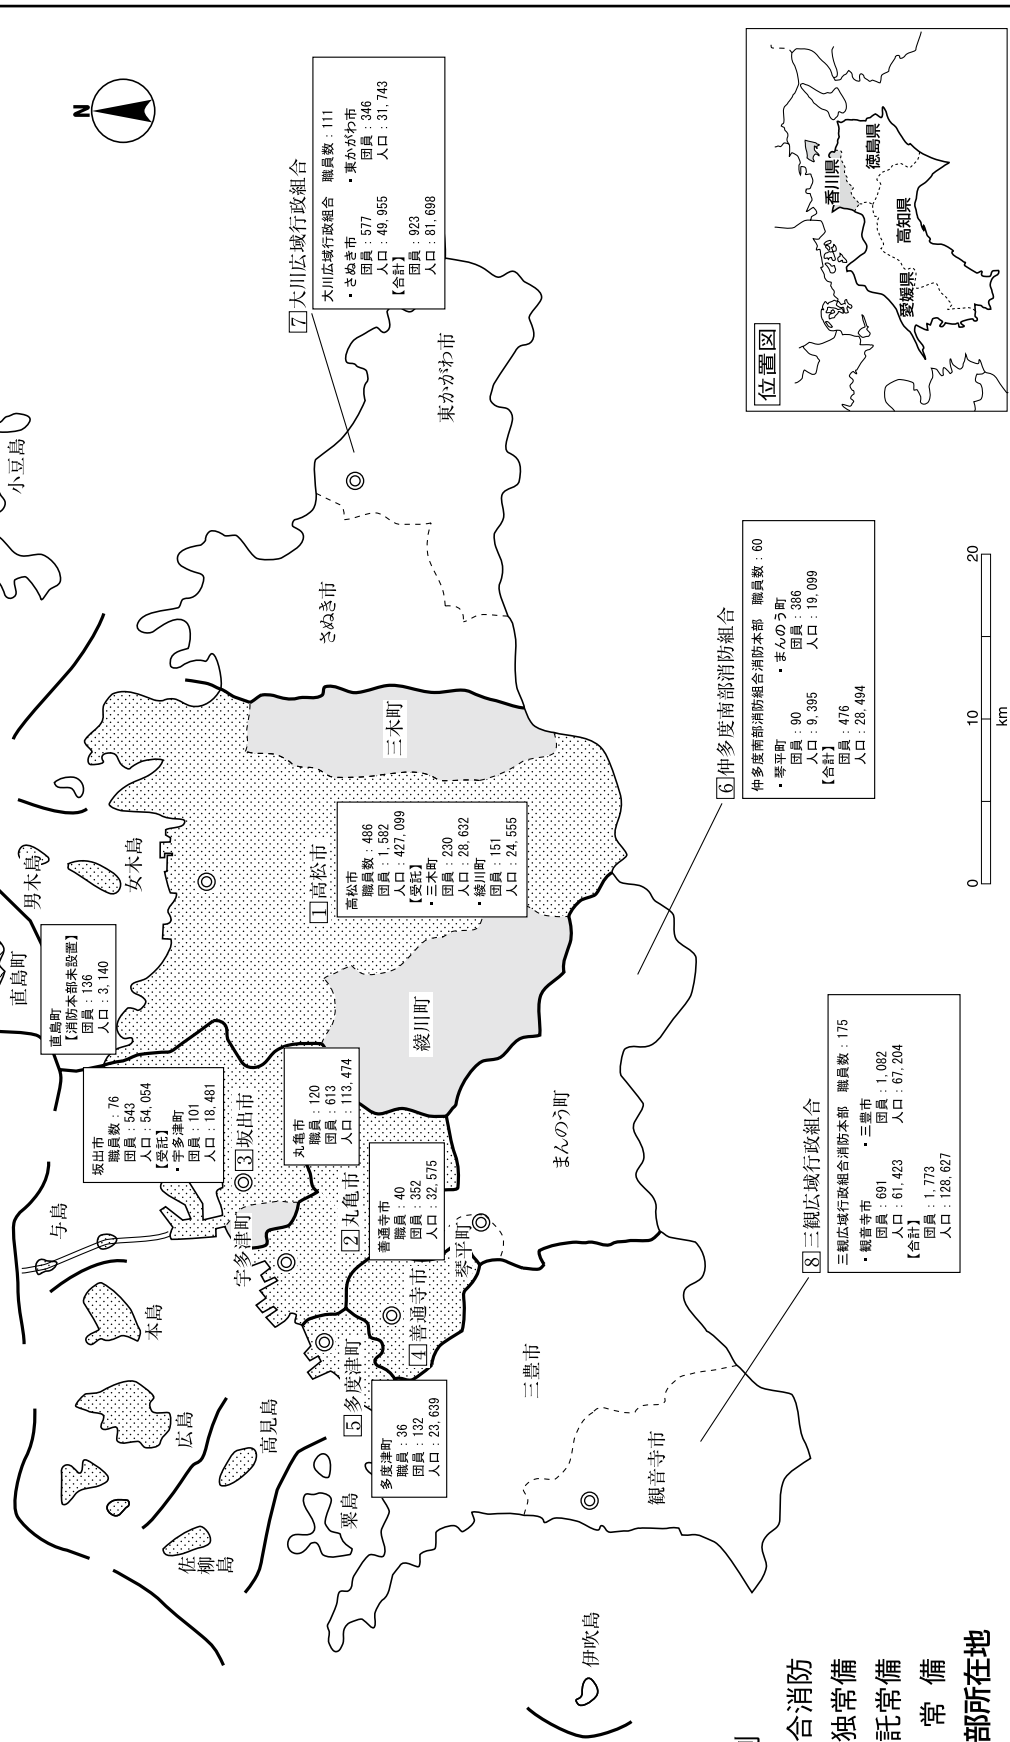 N
7 大川広域行政組合
大川広域行政組合　職員数：111
・さぬき市
団員：577
人口：49,955
・東かがわ市
団員：346
人口：31,743
【合計】
団員：923
人口：81,698
小豆島
東かがわ市
さぬき市
三木町
男木島
女木島
直島町
直島町
【消防本部未設置】
団員：136
人口：3,140
1 高松市
高松市
職員数：486
団員：1,582
人口　427,099
【受託】
・三木町
団員：230
人口：28,632
・綾川町
団員：151
人口：24,555
綾川町
坂出市
職員数：76
団員：543
人口　54,054
【受託】
・宇多津町
団員：101
人口：18,481
3 坂出市
宇多津町
与島
丸亀市
職員：120
団員：613
人口：113,474
2 丸亀市
善通寺市
職員：40
団員：352
人口：32,575
4 善通寺市
琴平町
まんのう町
多度津町
職員：36
団員：132
人口：23,639
5 多度津町
本島
広島
高見島
佐柳島
粟島
伊吹島
三豊市
観音寺市
6 仲多度南部消防組合
仲多度南部消防組合消防本部　職員数：60
・琴平町
団員：90
人口：9,395
・まんのう町
団員：386
人口：19,099
【合計】
団員：476
人口：28,494
8 三観広域行政組合
三観広域行政組合消防本部　職員数：175
・観音寺市
団員：691
人口：61,423
・三豊市
団員：1,082
人口：67,204
【合計】
団員：1,773
人口：128,627
位置図
香川県
徳島県
高知県
愛媛県
0 10 20
km
合消防
独常備
託常備
常 備
部所在地